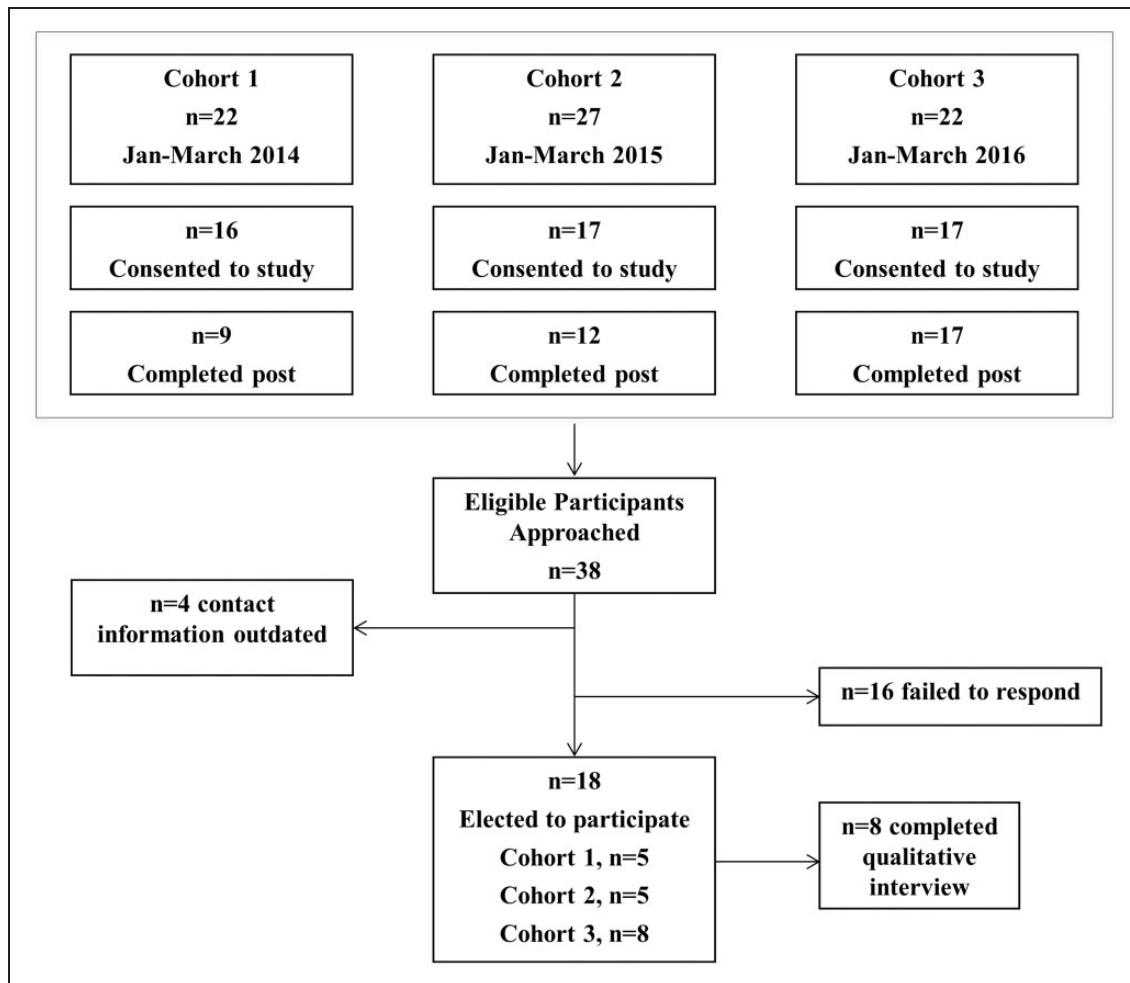 Cohort 1
n=22
Jan-March 2014
Cohort 2
n=27
Jan-March 2015
Cohort 3
n=22
Jan-March 2016
n=16
Consented to study
n=17
Consented to study
n=17
Consented to study
n=9
Completed post
n=12
Completed post
n=17
Completed post
Eligible Participants
Approached
n=38
n=4 contact
information outdated
n=16 failed to respond
n=18
Elected to participate
Cohort 1, n=5
Cohort 2, n=5
Cohort 3, n=8
n=8 completed
qualitative
interview